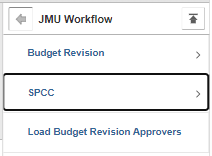 JMU Workflow
Budget Revision
SPCC
Load Budget Revision Approvers